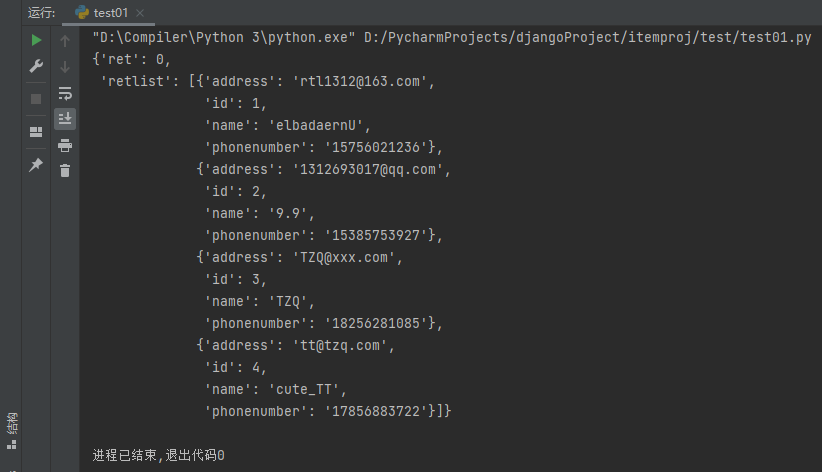 运行: test01
"D:\Compiler\Python 3\python.exe" D:/PycharmProjects/djangoProject/itemproj/test/test01.py
{'ret': 0,
 'retlist': [{'address': 'rtl1312@163.com',
              'id': 1,
              'name': 'elbadaernU',
              'phonenumber': '15756021236'},
             {'address': '1312693017@qq.com',
              'id': 2,
              'name': '9.9',
              'phonenumber': '15385753927'},
             {'address': 'TZQ@xxx.com',
              'id': 3,
              'name': 'TZQ',
              'phonenumber': '18256281085'},
             {'address': 'tt@tzq.com',
              'id': 4,
              'name': 'cute_TT',
              'phonenumber': '17856883722'}]}
进程已结束,退出代码0
结构